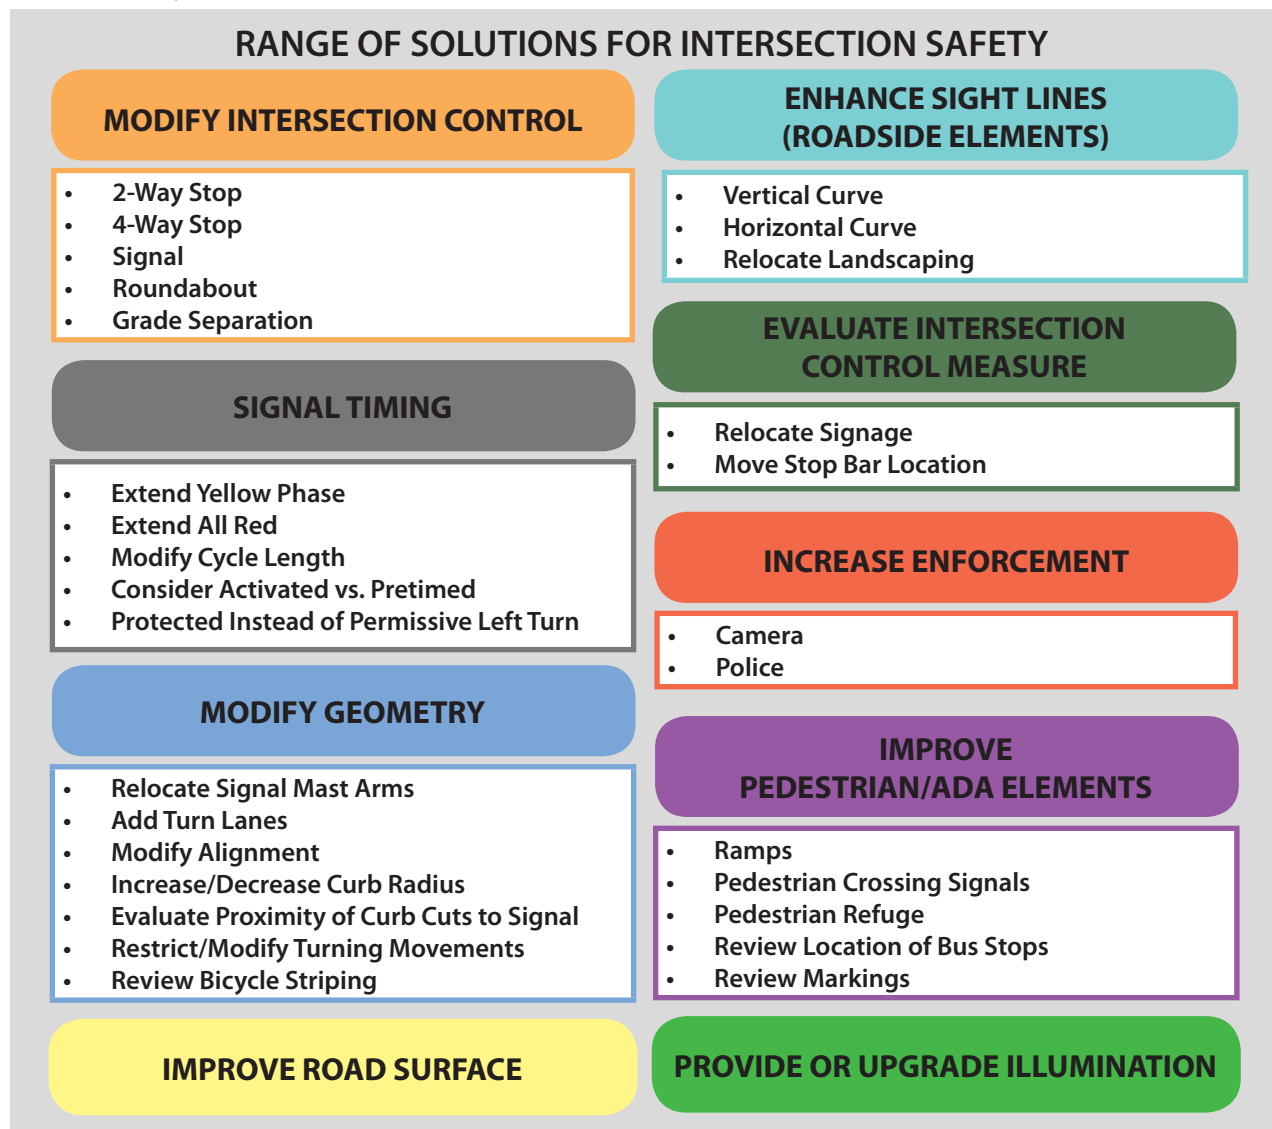 RANGE OF SOLUTIONS FOR INTERSECTION SAFETY
MODIFY INTERSECTION CONTROL
• 2-Way Stop
• 4-Way Stop
• Signal
• Roundabout
• Grade Separation
SIGNAL TIMING
• Extend Yellow Phase
• Extend All Red
• Modify Cycle Length
• Consider Activated vs. Pretimed
• Protected Instead of Permissive Left Turn
MODIFY GEOMETRY
• Relocate Signal Mast Arms
• Add Turn Lanes
• Modify Alignment
• Increase/Decrease Curb Radius
• Evaluate Proximity of Curb Cuts to Signal
• Restrict/Modify Turning Movements
• Review Bicycle Striping
IMPROVE ROAD SURFACE
ENHANCE SIGHT LINES
(ROADSIDE ELEMENTS)
• Vertical Curve
• Horizontal Curve
• Relocate Landscaping
EVALUATE INTERSECTION
CONTROL MEASURE
• Relocate Signage
• Move Stop Bar Location
INCREASE ENFORCEMENT
• Camera
• Police
IMPROVE
PEDESTRIAN/ADA ELEMENTS
• Ramps
• Pedestrian Crossing Signals
• Pedestrian Refuge
• Review Location of Bus Stops
• Review Markings
PROVIDE OR UPGRADE ILLUMINATION